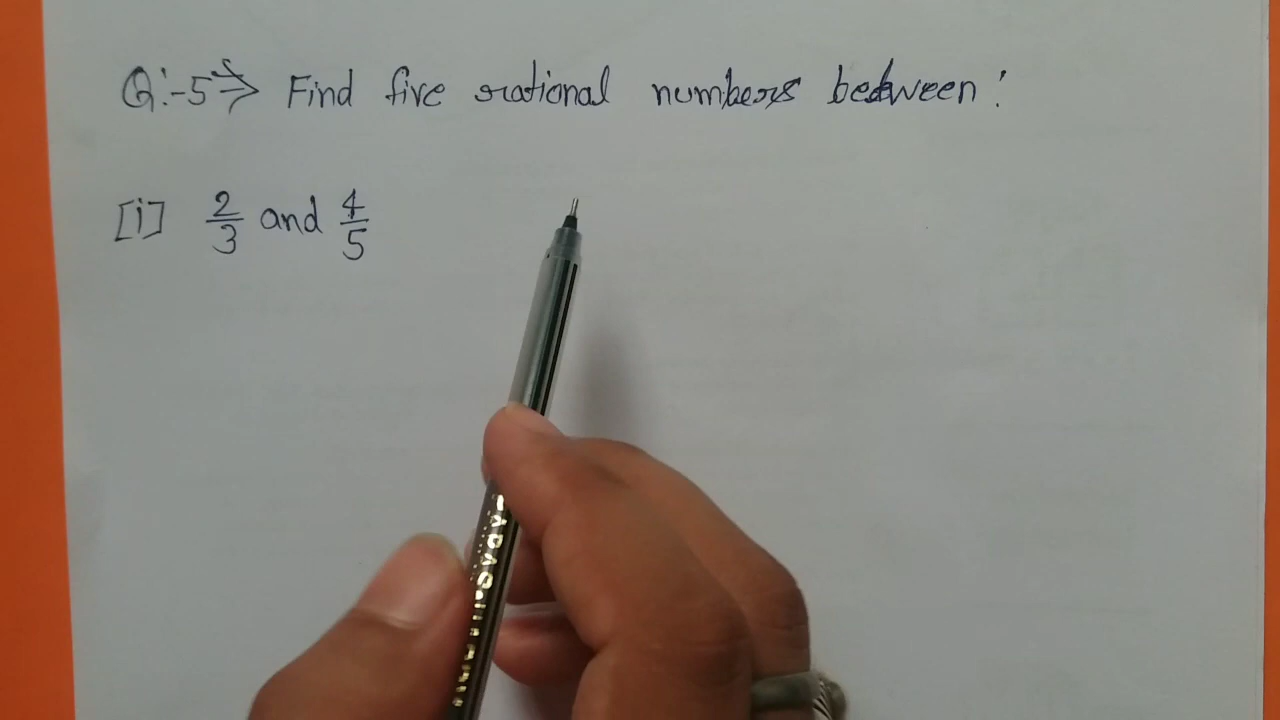 Q:-5⇒ Find five rational numbers between:
[i] 2/3 and 4/5